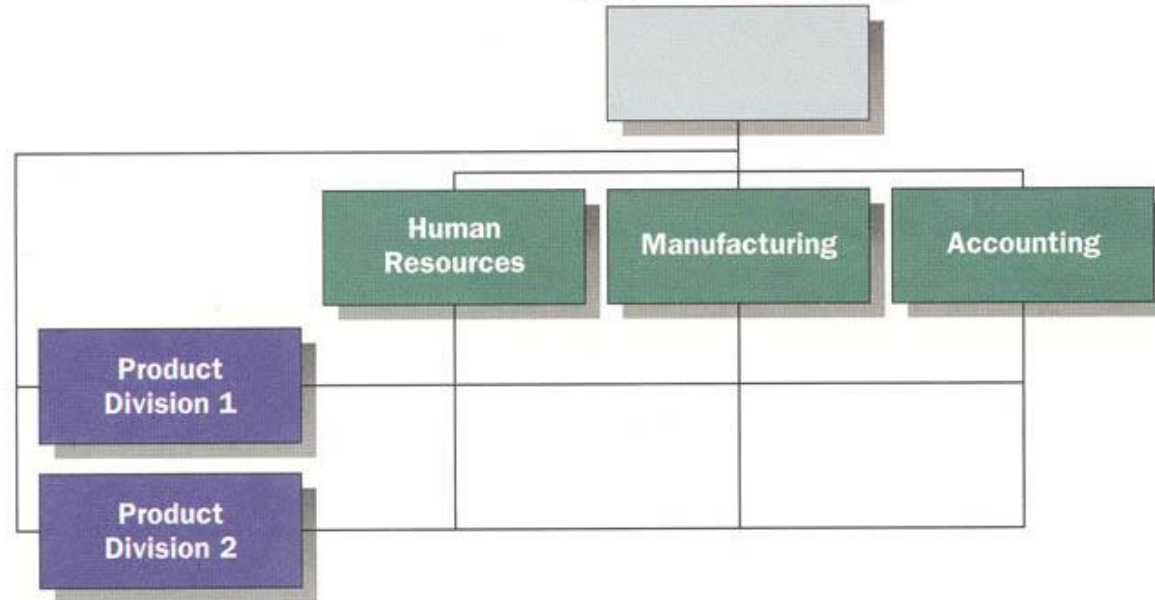 Human
Resources
Manufacturing
Accounting
Product
Division 1
Product
Division 2